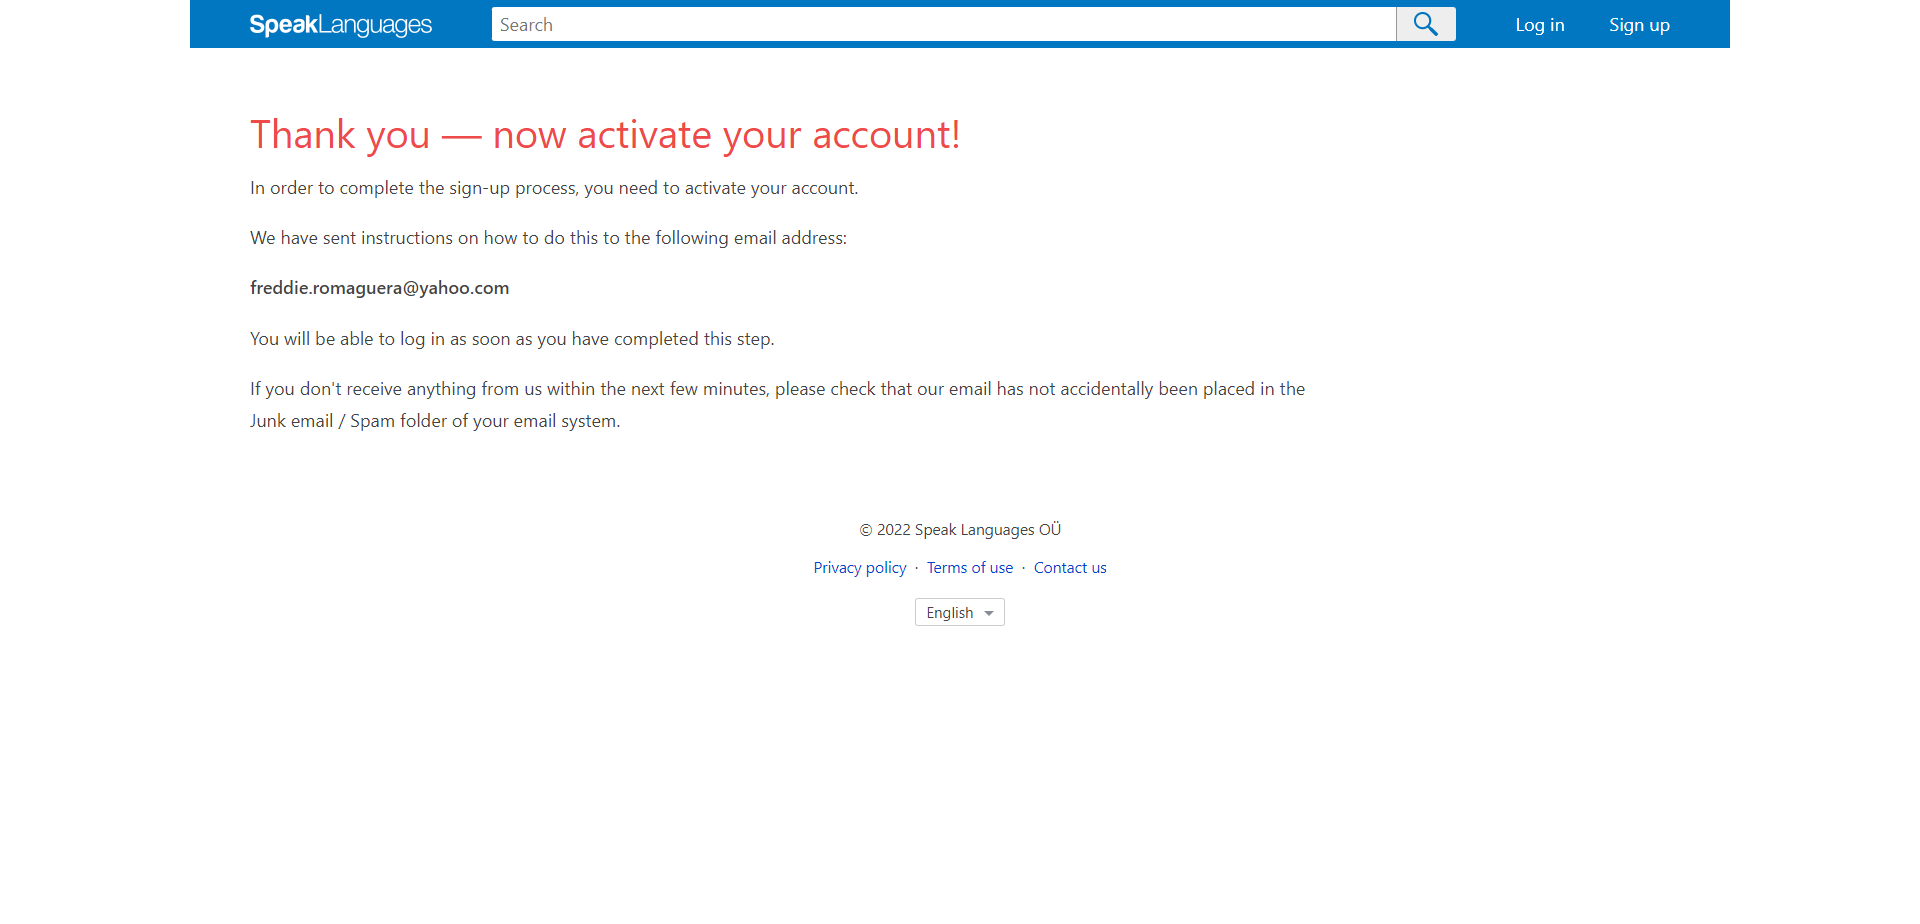 SpeakLanguages
Search
Log in
Sign up
Thank you — now activate your account!
In order to complete the sign-up process, you need to activate your account.
We have sent instructions on how to do this to the following email address:
freddie.romaguera@yahoo.com
You will be able to log in as soon as you have completed this step.
If you don't receive anything from us within the next few minutes, please check that our email has not accidentally been placed in the
Junk email / Spam folder of your email system.
© 2022 Speak Languages OÜ
Privacy policy · Terms of use · Contact us
English